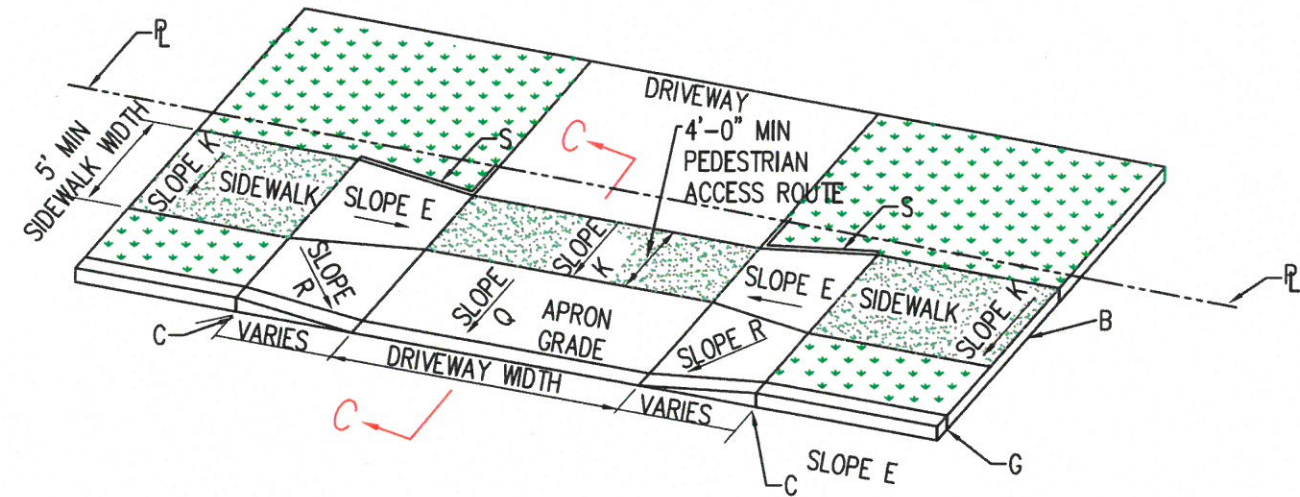 PL
DRIVEWAY
4'-0" MIN
PEDESTRIAN
ACCESS ROUTE
C
S
5' MIN
SIDEWALK WIDTH
SLOPE K
SIDEWALK
SLOPE E
SLOPE
R
SLOPE
K
S
SLOPE E
SIDEWALK
SLOPE K
PL
B
SLOPE
Q
APRON
GRADE
SLOPE R
C
VARIES
DRIVEWAY WIDTH
VARIES
C
C
SLOPE E
G